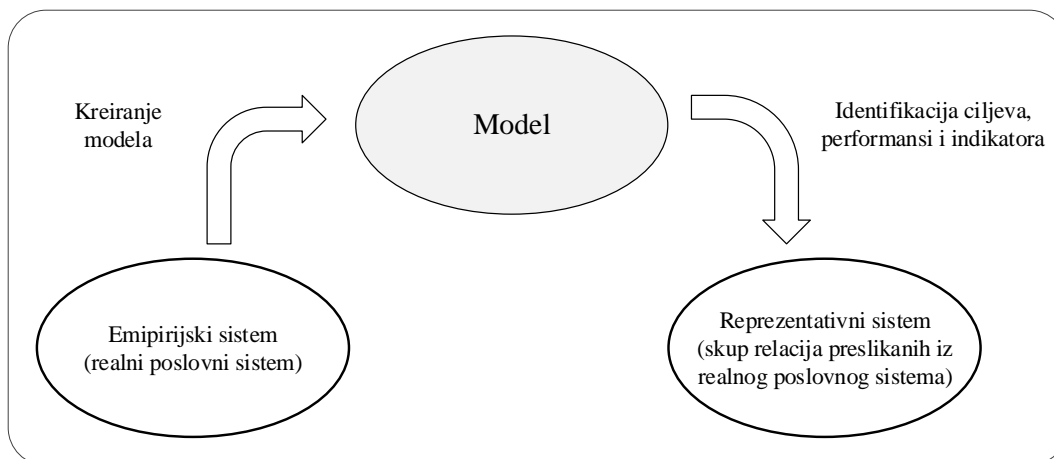 Kreiranje
modela
Model
Identifikacija ciljeva,
performansi i indikatora
Emipirijski sistem
(realni poslovni sistem)
Reprezentativni sistem
(skup relacija preslikanih iz
realnog poslovnog sistema)